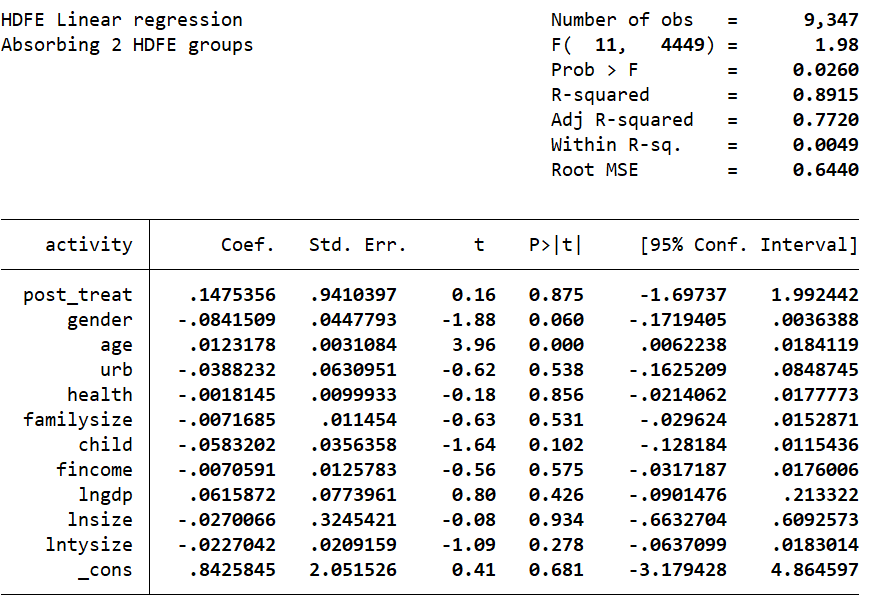 HDFE Linear regression Number of obs = 9,347
Absorbing 2 HDFE groups F( 11, 4449) = 1.98
Prob > F = 0.0260
R-squared = 0.8915
Adj R-squared = 0.7720
Within R-sq. = 0.0049
Root MSE = 0.6440
activity Coef. Std. Err. t P>|t| [95% Conf. Interval]
post_treat .1475356 .9410397 0.16 0.875 -1.69737 1.992442
gender -.0841509 .0447793 -1.88 0.060 -.1719405 .0036388
age .0123178 .0031084 3.96 0.000 .0062238 .0184119
urb -.0388232 .0630951 -0.62 0.538 -.1625209 .0848745
health -.0018145 .0099933 -0.18 0.856 -.0214062 .0177773
familysize -.0071685 .011454 -0.63 0.531 -.029624 .0152871
child -.0583202 .0356358 -1.64 0.102 -.128184 .0115436
fincome -.0070591 .0125783 -0.56 0.575 -.0317187 .0176006
lngdp .0615872 .0773961 0.80 0.426 -.0901476 .213322
lnsize -.0270066 .3245421 -0.08 0.934 -.6632704 .6092573
lntysize -.0227042 .0209159 -1.09 0.278 -.0637099 .0183014
_cons .8425845 2.051526 0.41 0.681 -3.179428 4.864597